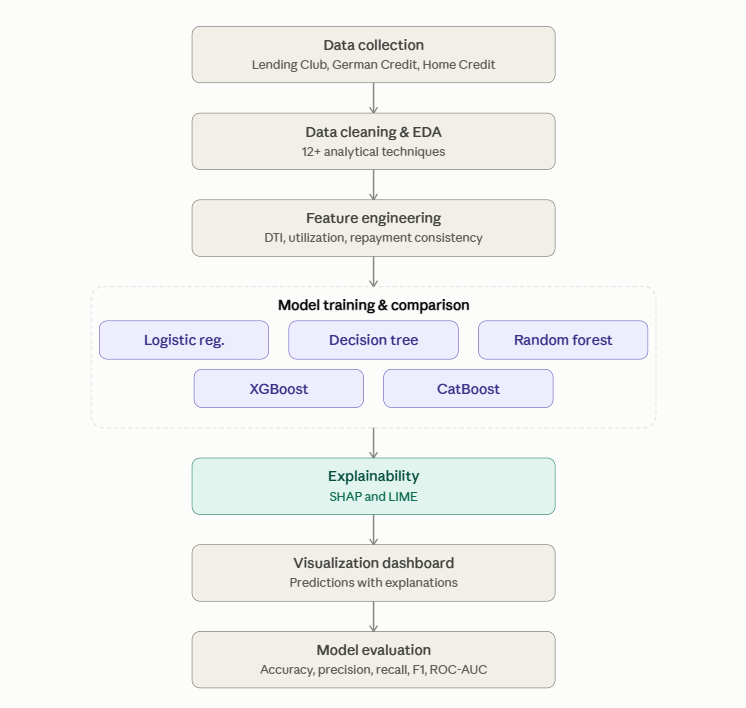 Data collection
Lending Club, German Credit, Home Credit
Data cleaning & EDA
12+ analytical techniques
Feature engineering
DTI, utilization, repayment consistency
Model training & comparison
Logistic reg.
Decision tree
Random forest
XGBoost
CatBoost
Explainability
SHAP and LIME
Visualization dashboard
Predictions with explanations
Model evaluation
Accuracy, precision, recall, F1, ROC-AUC